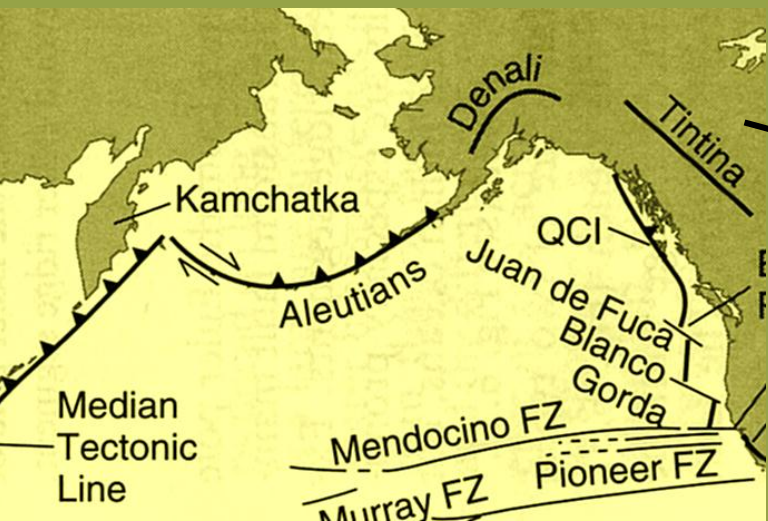 Denali
Tintina
Kamchatka
QCI
Aleutians
Juan de Fuca
Blanco
Gorda
Median
Tectonic
Line
Mendocino FZ
Pioneer FZ
Murray FZ